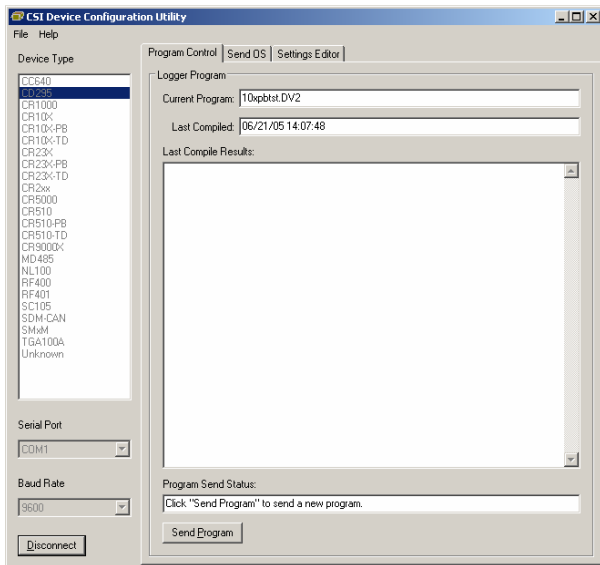 CSI Device Configuration Utility
File Help
Device Type
CC640
CD295
CR1000
CR10X
CR10X-PB
CR10X-TD
CR23X
CR23X-PB
CR23X-TD
CR2xx
CR5000
CR510
CR510-PB
CR510-TD
CR9000X
MD485
NL100
RF400
RF401
SC105
SDM-CAN
SMxM
TGA100A
Unknown
Serial Port
COM1
Baud Rate
9600
Disconnect
Program Control Send OS Settings Editor
Logger Program
Current Program: 10xpbtst.DV2
Last Compiled: 06/21/05 14:07:48
Last Compile Results:
Program Send Status:
Click "Send Program" to send a new program.
Send Program